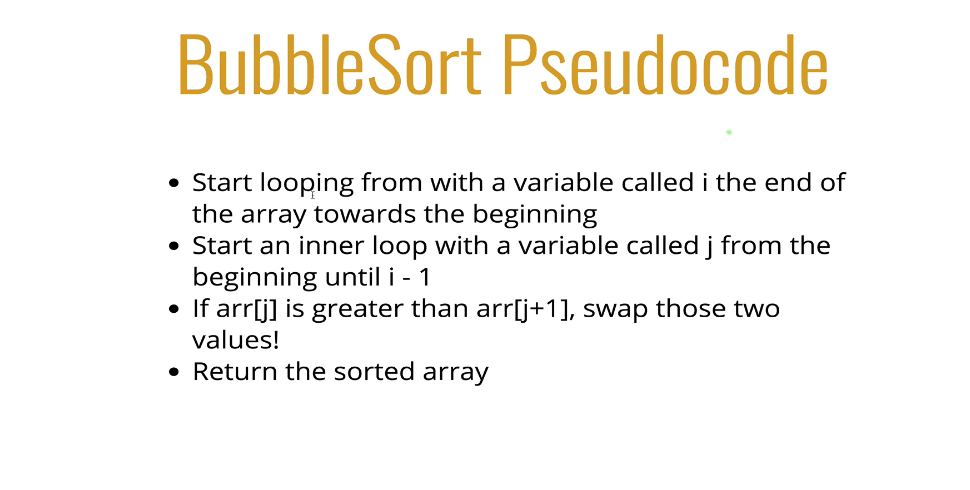 BubbleSort Pseudocode
• Start looping from with a variable called i the end of
the array towards the beginning
• Start an inner loop with a variable called j from the
beginning until i - 1
• If arr[j] is greater than arr[j+1], swap those two
values!
• Return the sorted array